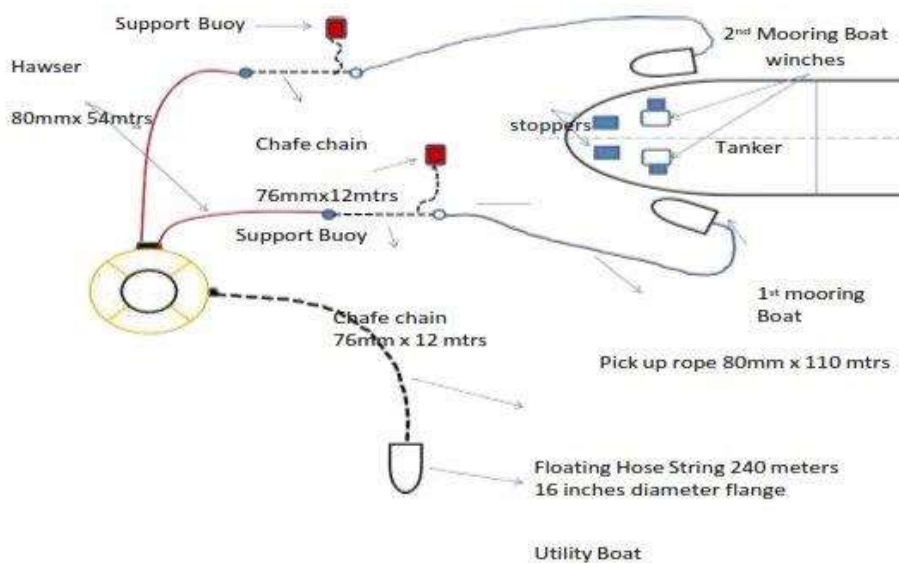 Support Buoy
2nd Mooring Boat
winches
Hawser
80mmx 54mtrs
stoppers
Chafe chain
Tanker
76mmx12mtrs
Support Buoy
1st mooring
Boat
Chafe chain
76mm x 12 mtrs
Pick up rope 80mm x 110 mtrs
Floating Hose String 240 meters
16 inches diameter flange
Utility Boat